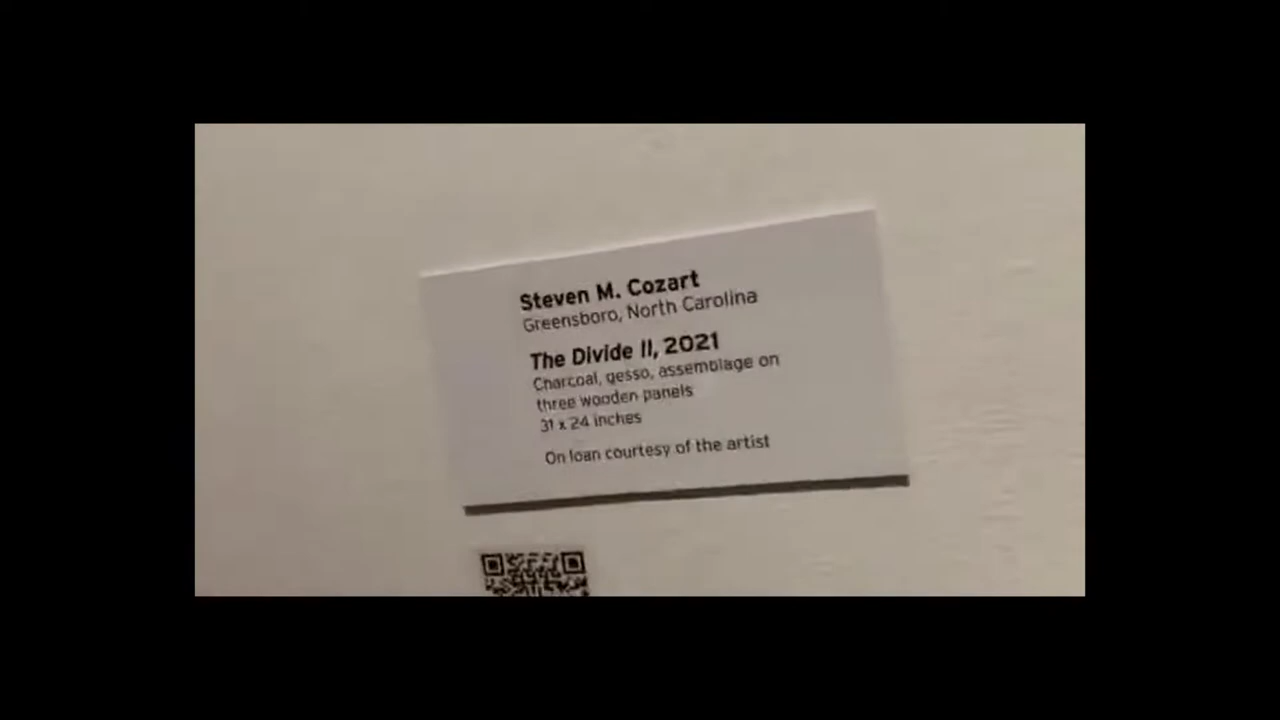 Steven M. Cozart
Greensboro, North Carolina
The Divide II, 2021
Charcoal, gesso, assemblage on
three wooden panels
31 x 24 inches
On loan courtesy of the artist